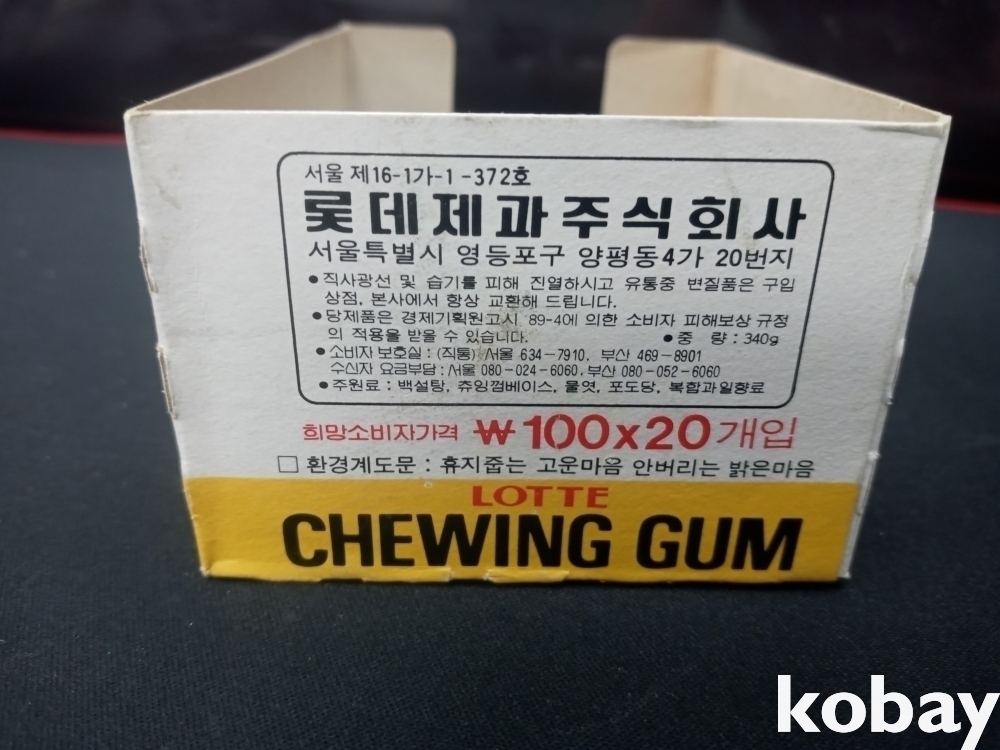 서울 제16-1가-1-372호
롯데제과주식회사
서울특별시 영등포구 양평동4가 20번지
●직사광선 및 습기를 피해 진열하시고 유통중 변질품은 구입
상점, 본사에서 항상 교환해 드립니다.
●당제품은 경제기획원고시 89-4에 의한 소비자 피해보상 규정
의 적용을 받을 수 있습니다. ●중 량 : 340g
●소비자 보호실 : (직통) 서울 634-7910, 부산 469-8901
수신자 요금부담 : 서울 080-024-6060, 부산 080-052-6060
●주원료 : 백설탕, 츄잉껌베이스, 물엿, 포도당, 복합과일향료
희망소비자가격 ₩100x20개입
□ 환경계도문 : 휴지줍는 고운마음 안버리는 밝은마음
LOTTE
CHEWING GUM
kobay